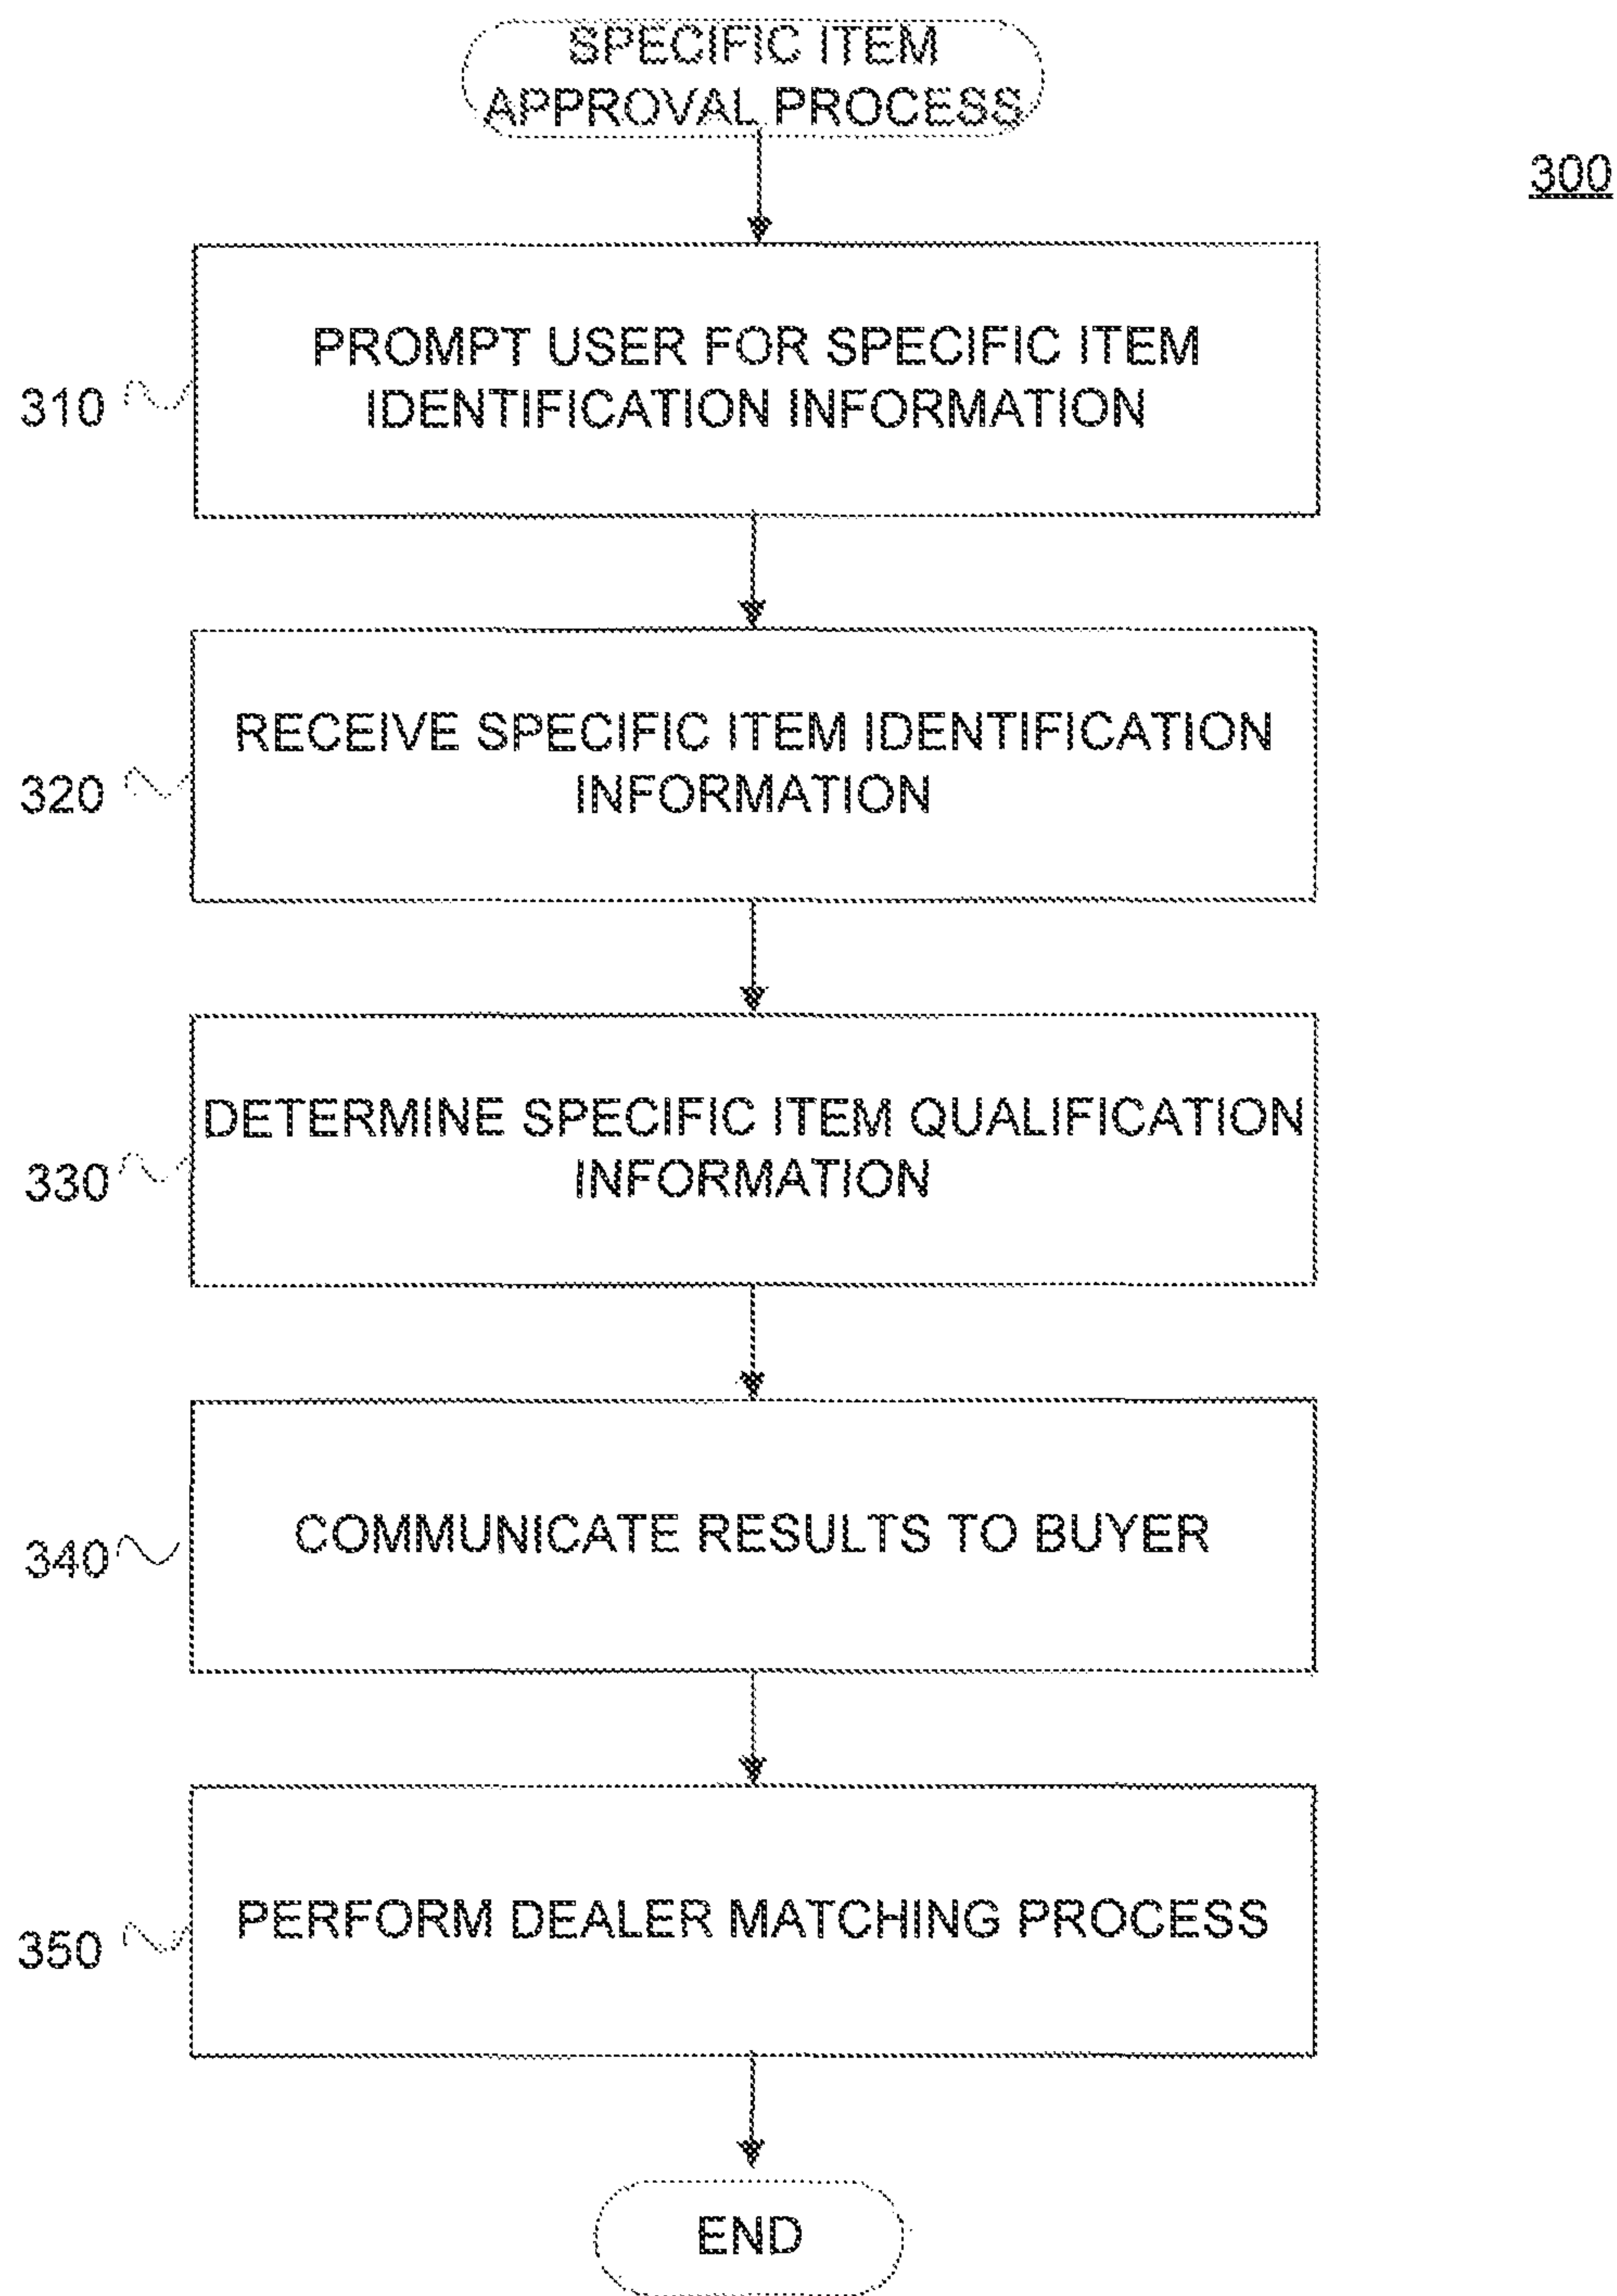 SPECIFIC ITEM
APPROVAL PROCESS
300
PROMPT USER FOR SPECIFIC ITEM
IDENTIFICATION INFORMATION
310
RECEIVE SPECIFIC ITEM IDENTIFICATION
INFORMATION
320
DETERMINE SPECIFIC ITEM QUALIFICATION
INFORMATION
330
COMMUNICATE RESULTS TO BUYER
340
PERFORM DEALER MATCHING PROCESS
350
END